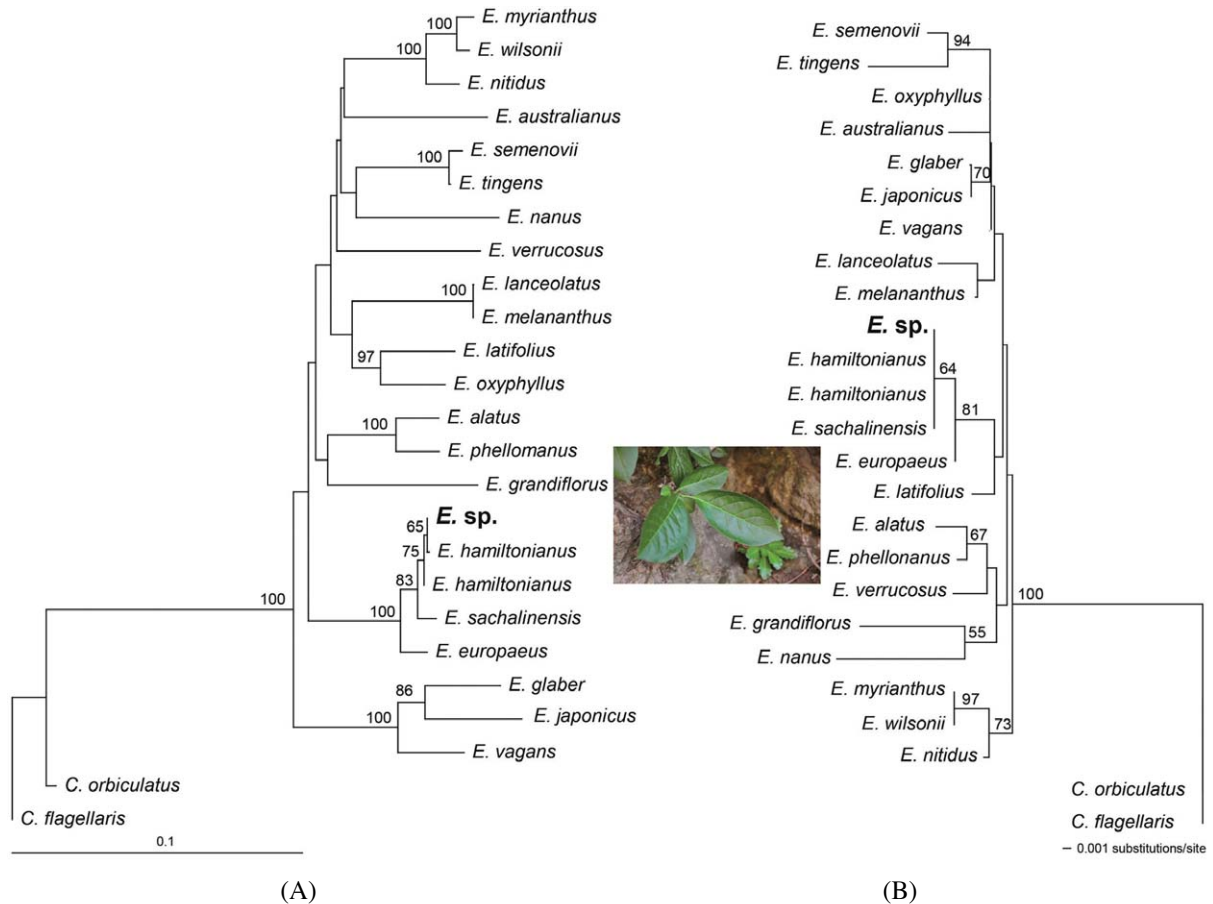 100
E. myrianthus
100
E. wilsonii
E. nitidus
E. australianus
100
E. semenovii
E. tingens
E. nanus
E. verrucosus
100
E. lanceolatus
E. melananthus
97
E. latifolius
E. oxyphyllus
100
E. alatus
E. phellomanus
E. grandiflorus
65
E. sp.
75
E. hamiltonianus
83
E. hamiltonianus
100
E. sachalinensis
E. europaeus
100
86
E. glaber
E. japonicus
100
E. vagans
C. orbiculatus
C. flagellaris
0.1
(A)
E. semenovii
94
E. tingens
E. oxyphyllus
E. australianus
E. glaber
70
E. japonicus
E. vagans
E. lanceolatus
E. melananthus
E. sp.
E. hamiltonianus
64
E. hamiltonianus
81
E. sachalinensis
E. europaeus
E. latifolius
E. alatus
67
E. phellonanus
E. verrucosus
100
E. grandiflorus
55
E. nanus
E. myrianthus
97
E. wilsonii
73
E. nitidus
C. orbiculatus
C. flagellaris
0.001 substitutions/site
(B)